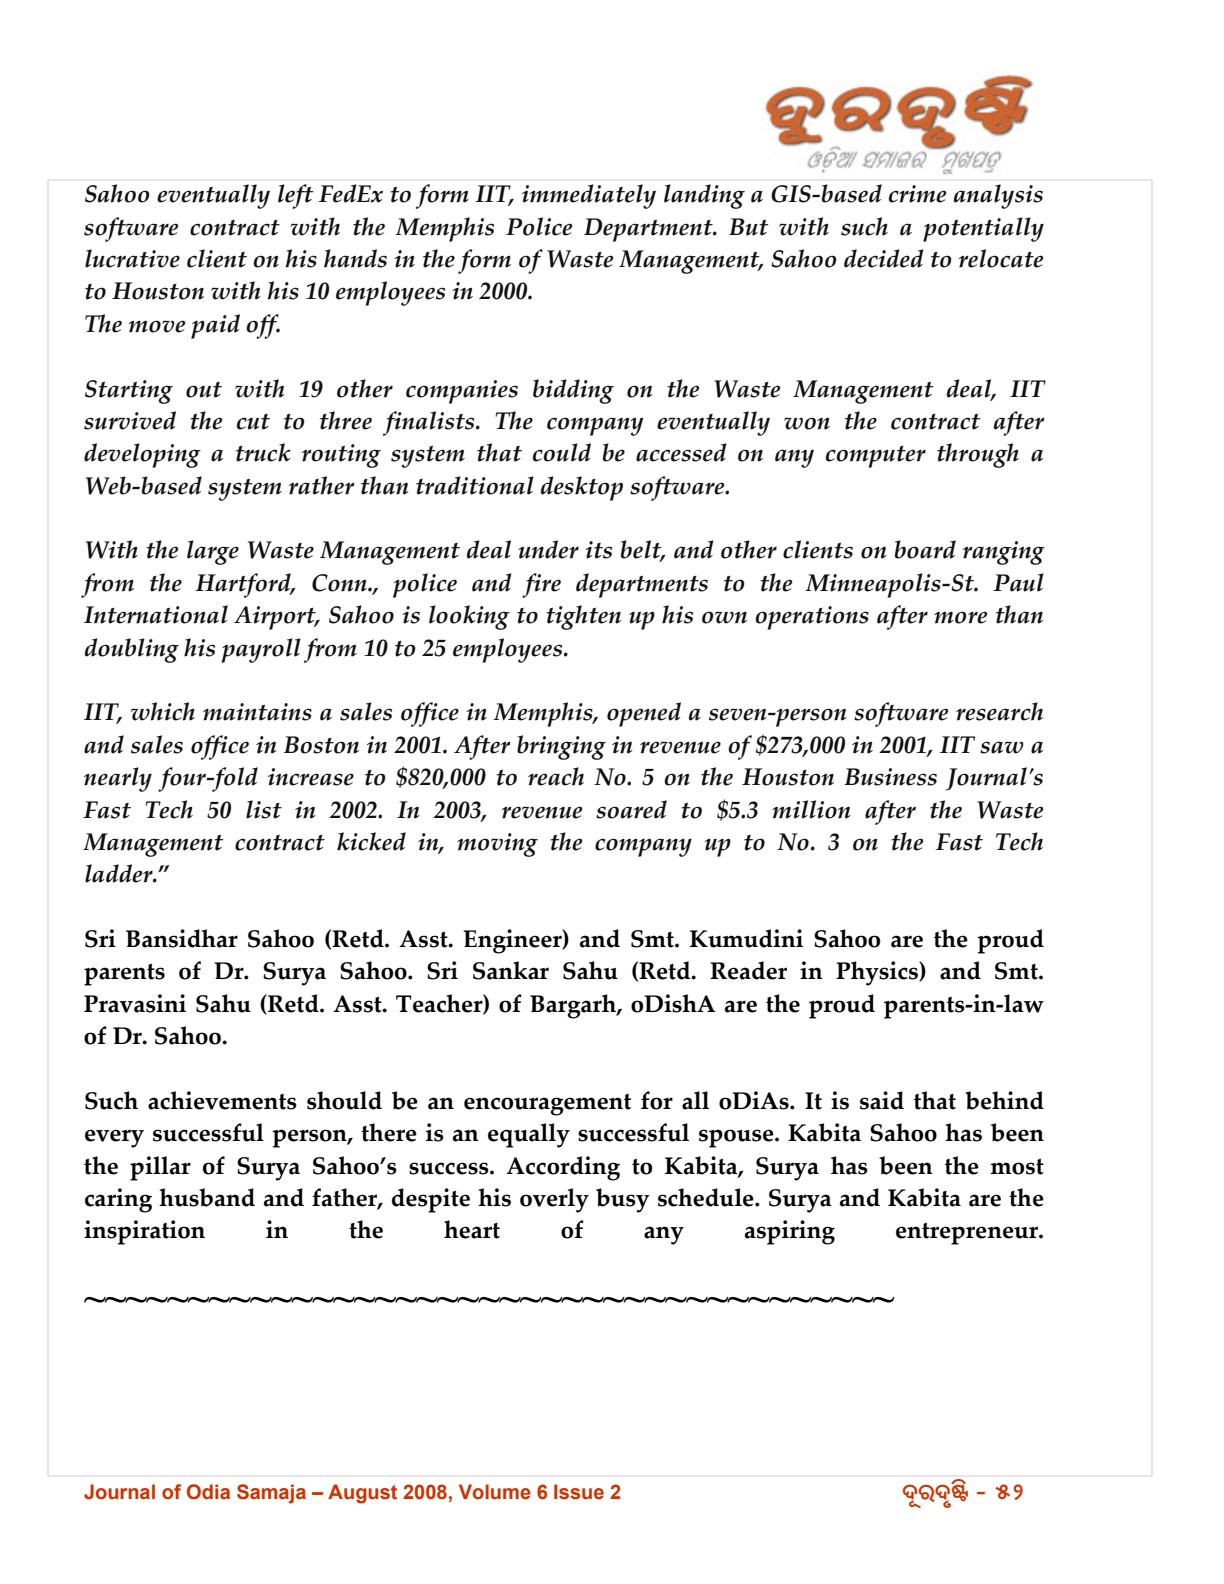 ଦୁରଦୃଷ୍ଟି
ଓଡ଼ିଆ ସମାଜର ମୁଖପତ୍ର
Sahoo eventually left FedEx to form IIT, immediately landing a GIS-based crime analysis
software contract with the Memphis Police Department. But with such a potentially
lucrative client on his hands in the form of Waste Management, Sahoo decided to relocate
to Houston with his 10 employees in 2000.
The move paid off.
Starting out with 19 other companies bidding on the Waste Management deal, IIT
survived the cut to three finalists. The company eventually won the contract after
developing a truck routing system that could be accessed on any computer through a
Web-based system rather than traditional desktop software.
With the large Waste Management deal under its belt, and other clients on board ranging
from the Hartford, Conn., police and fire departments to the Minneapolis-St. Paul
International Airport, Sahoo is looking to tighten up his own operations after more than
doubling his payroll from 10 to 25 employees.
IIT, which maintains a sales office in Memphis, opened a seven-person software research
and sales office in Boston in 2001. After bringing in revenue of $273,000 in 2001, IIT saw a
nearly four-fold increase to $820,000 to reach No. 5 on the Houston Business Journal's
Fast Tech 50 list in 2002. In 2003, revenue soared to $5.3 million after the Waste
Management contract kicked in, moving the company up to No. 3 on the Fast Tech
ladder.”
Sri Bansidhar Sahoo (Retd. Asst. Engineer) and Smt. Kumudini Sahoo are the proud
parents of Dr. Surya Sahoo. Sri Sankar Sahu (Retd. Reader in Physics) and Smt.
Pravasini Sahu (Retd. Asst. Teacher) of Bargarh, oDishA are the proud parents-in-law
of Dr. Sahoo.
Such achievements should be an encouragement for all oDiAs. It is said that behind
every successful person, there is an equally successful spouse. Kabita Sahoo has been
the pillar of Surya Sahoo’s success. According to Kabita, Surya has been the most
caring husband and father, despite his overly busy schedule. Surya and Kabita are the
inspiration in the heart of any aspiring entrepreneur.
~~~~~~~~~~~~~~~~~~~~~~~~~~~~~~~~~~~~~~~
Journal of Odia Samaja – August 2008, Volume 6 Issue 2
ଦୂରଦୃଷ୍ଟି - ୫୨